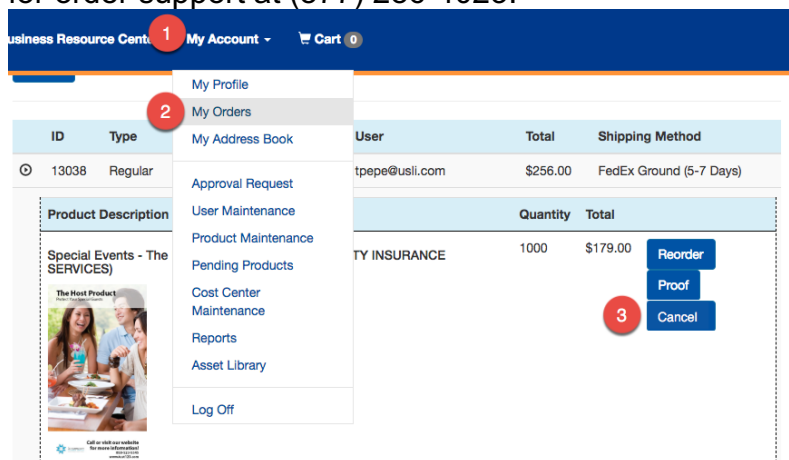 usiness Resource Cent 1 My Account Cart 0
My Profile
2 My Orders
My Address Book
Approval Request
User Maintenance
Product Maintenance
Pending Products
Cost Center
Maintenance
Reports
Asset Library
Log Off
ID Type User Total Shipping Method
13038 Regular tpepe@usli.com $256.00 FedEx Ground (5-7 Days)
Product Description Quantity Total
Special Events - The TY INSURANCE 1000 $179.00 Reorder
SERVICES)
Proof
3 Cancel
The Host Product
Call or visit our website
for more information!